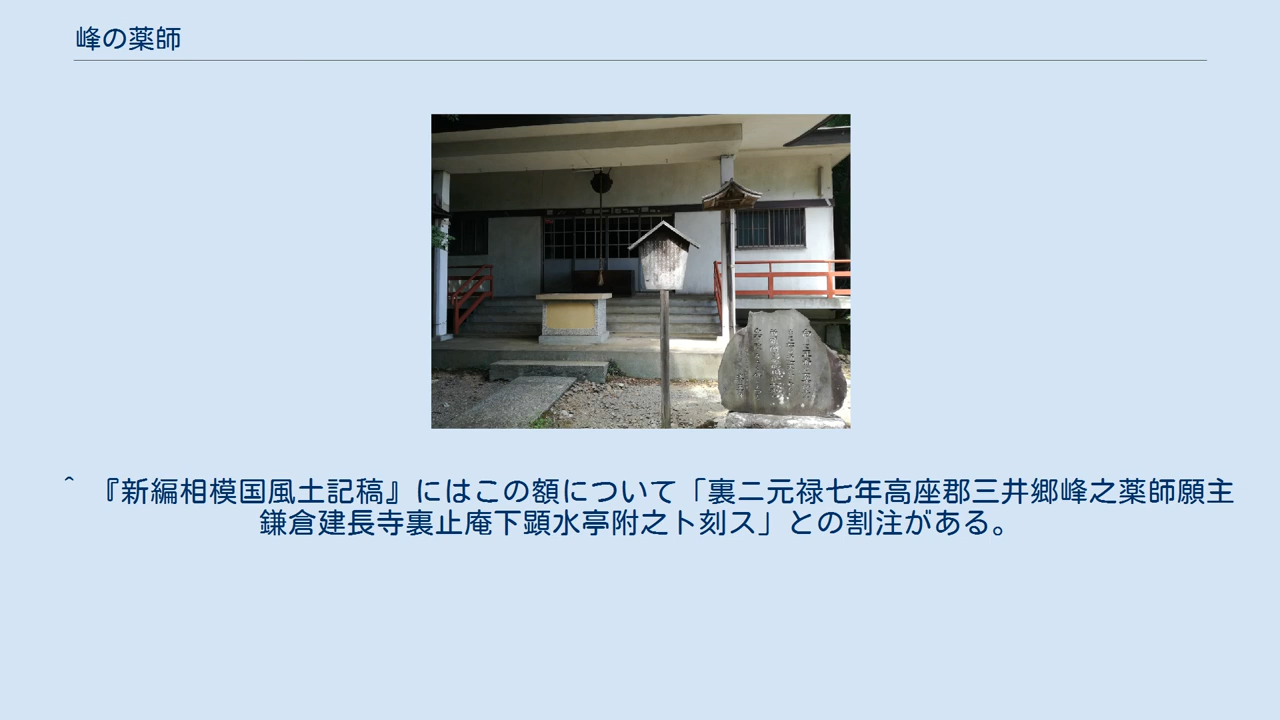 峰の薬師
^ 『新編相模国風土記稿』にはこの額について「裏ニ元禄七年高座郡三井郷峰之薬師願主
鎌倉建長寺裏止庵下顕水亭附之ト刻ス」との割注がある。